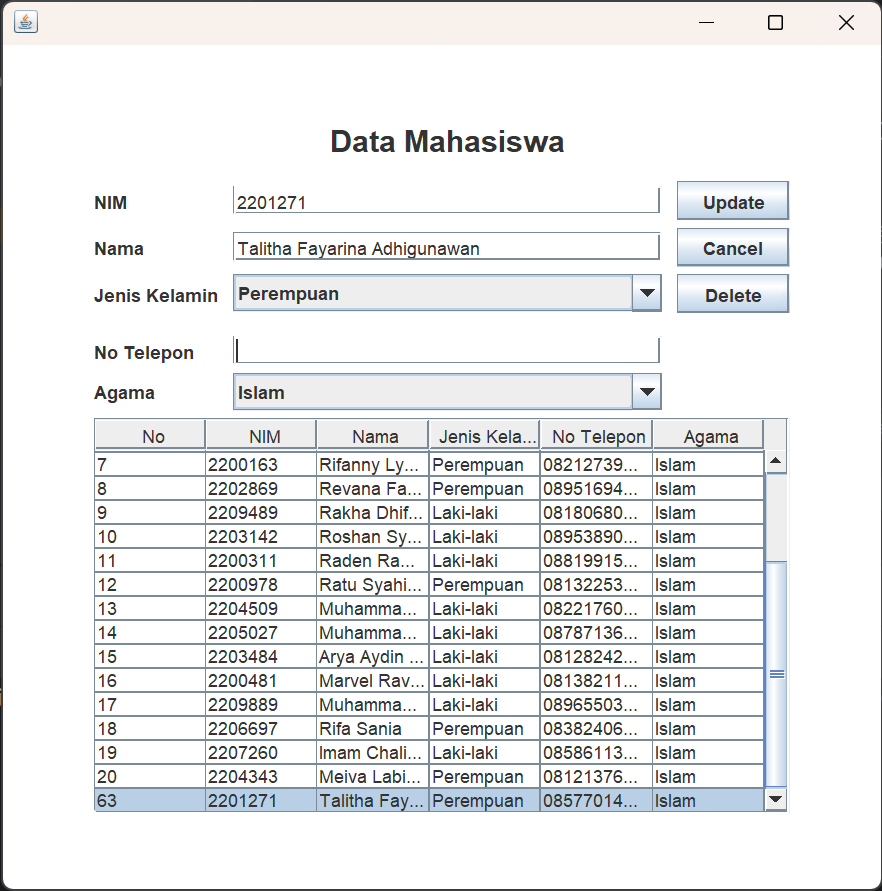 Data Mahasiswa
NIM 2201271 Update
Nama Talitha Fayarina Adhigunawan Cancel
Jenis Kelamin Perempuan Delete
No Telepon
Agama Islam
No NIM Nama Jenis Kela... No Telepon Agama
7 2200163 Rifanny Ly... Perempuan 08212739... Islam
8 2202869 Revana Fa... Perempuan 08951694... Islam
9 2209489 Rakha Dhif... Laki-laki 08180680... Islam
10 2203142 Roshan Sy... Laki-laki 08953890... Islam
11 2200311 Raden Ra... Laki-laki 08819915... Islam
12 2200978 Ratu Syahi... Perempuan 08132253... Islam
13 2204509 Muhamma... Laki-laki 08221760... Islam
14 2205027 Muhamma... Laki-laki 08787136... Islam
15 2203484 Arya Aydin ... Laki-laki 08128242... Islam
16 2200481 Marvel Rav... Laki-laki 08138211... Islam
17 2209889 Muhamma... Laki-laki 08965503... Islam
18 2206697 Rifa Sania Perempuan 08382406... Islam
19 2207260 Imam Chali... Laki-laki 08586113... Islam
20 2204343 Meiva Labi... Perempuan 08121376... Islam
63 2201271 Talitha Fay... Perempuan 08577014... Islam